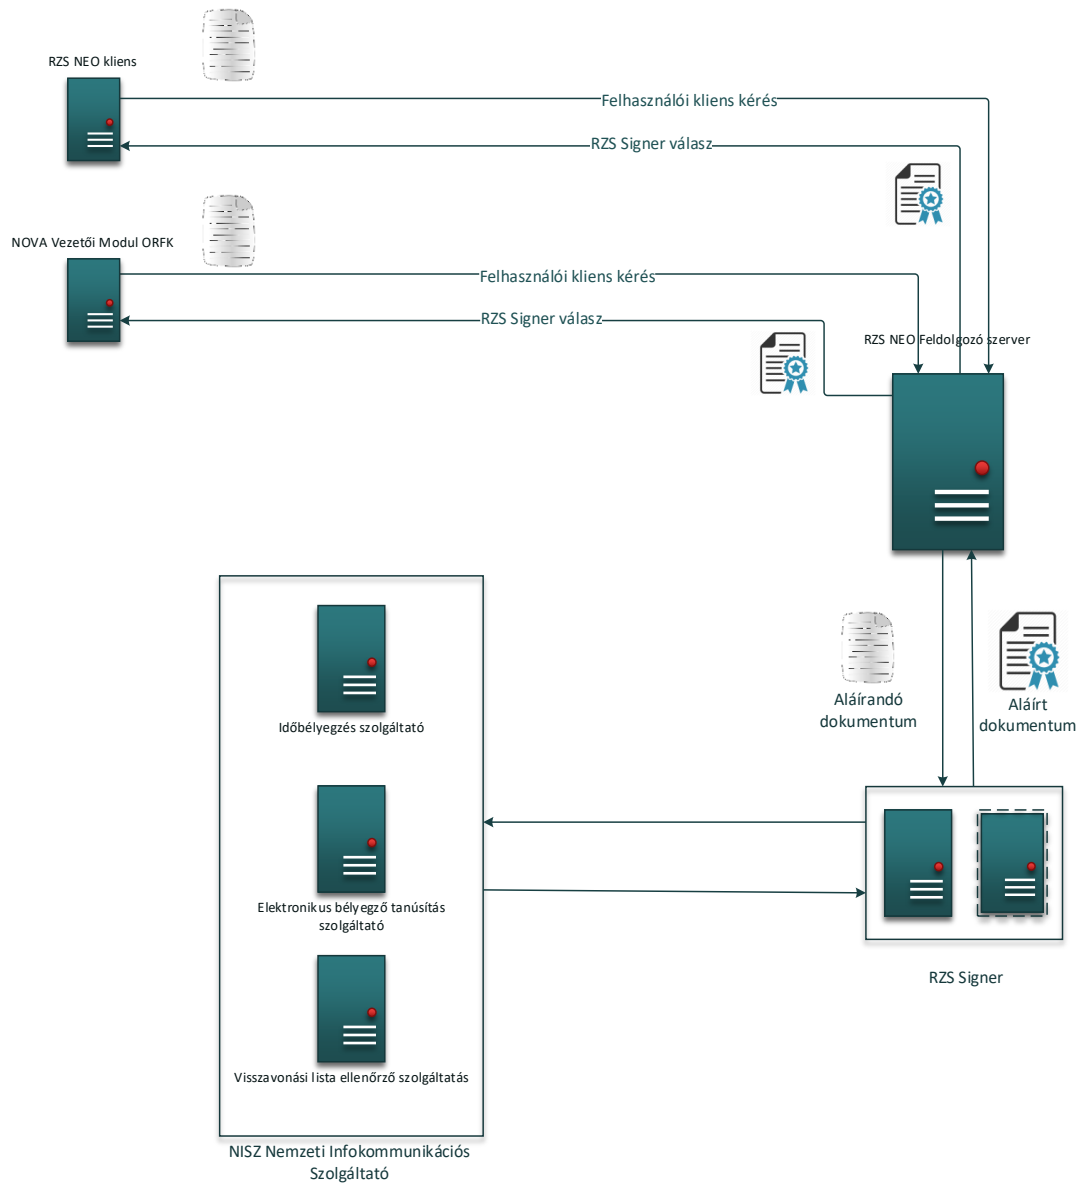 RZS NEO kliens
Felhasználói kliens kérés
RZS Signer válasz
NOVA Vezetői Modul ORFK
Felhasználói kliens kérés
RZS Signer válasz
RZS NEO Feldolgozó szerver
Aláírandó
dokumentum
Aláírt
dokumentum
Időbélyegzés szolgáltató
Elektronikus bélyegző tanúsítás
szolgáltató
RZS Signer
Visszavonási lista ellenőrző szolgáltatás
NISZ Nemzeti Infokommunikációs
Szolgáltató